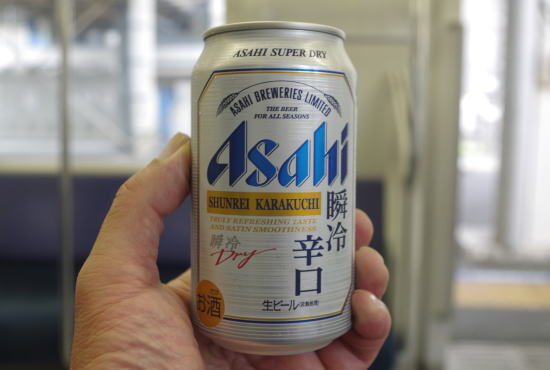 ASAHI SUPER DRY
ASAHI BREWERIES LIMITED
THE BEER
FOR ALL SEASONS
Asahi
SHUNREI KARAKUCHI
TRULY REFRESHING TASTE
AND SATIN SMOOTHNESS
瞬冷
辛口
瞬冷
Dry
お酒
生ビール